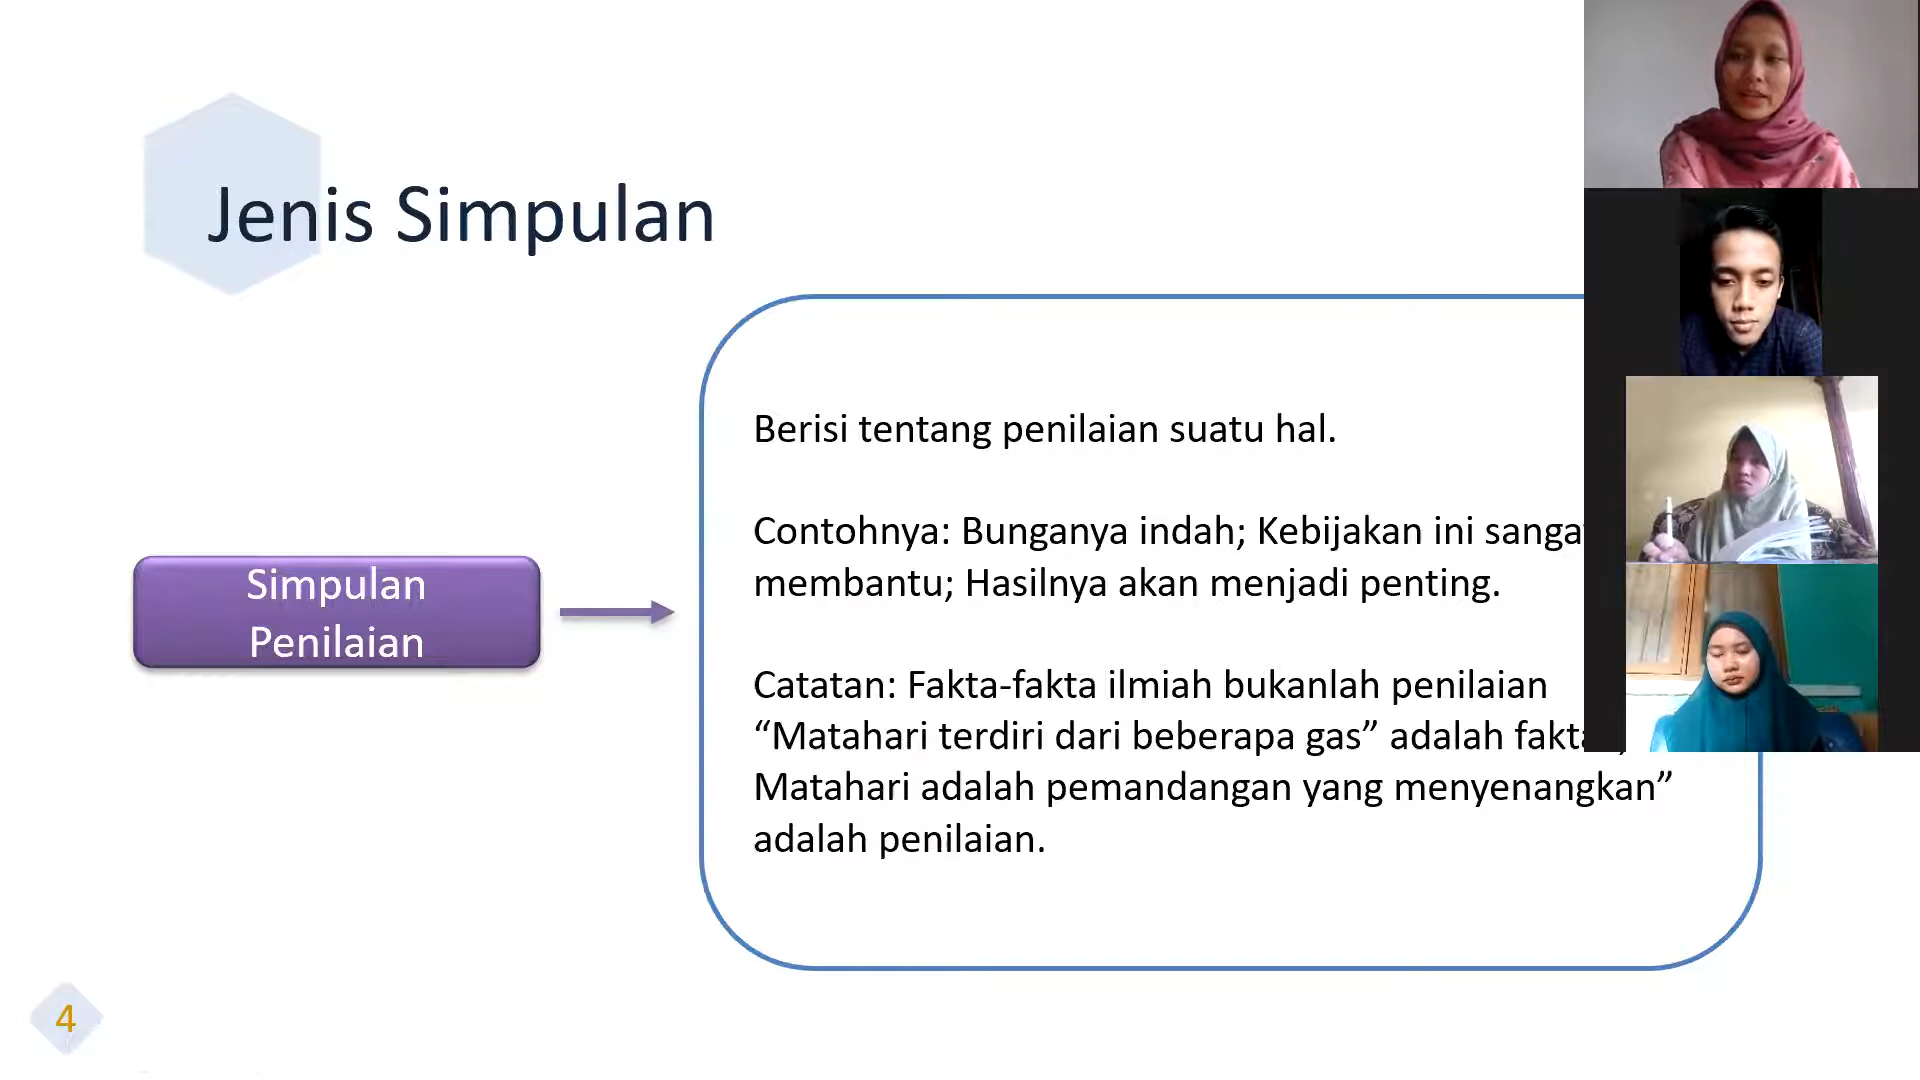 Jenis Simpulan
Simpulan
Penilaian
Berisi tentang penilaian suatu hal.
Contohnya: Bunganya indah; Kebijakan ini
membantu; Hasilnya akan menjadi penting.
Catatan: Fakta-fakta ilmiah bukanlah penilaian
“Matahari terdiri dari beberapa gas” adalah
Matahari adalah pemandangan yang menyenangkan”
adalah penilaian.
4